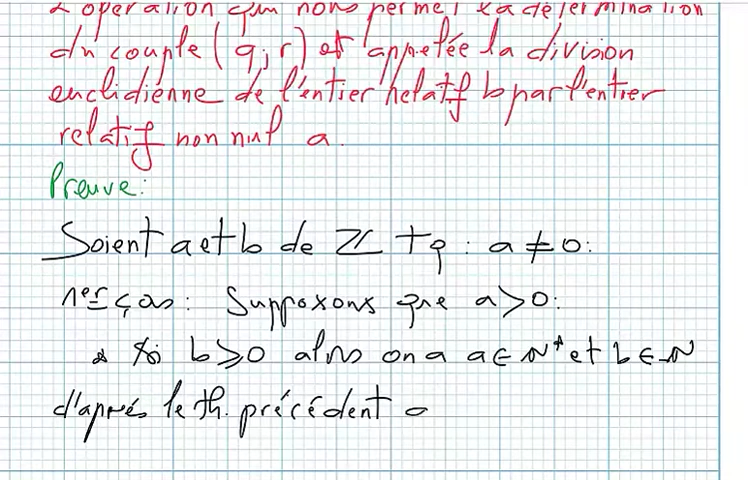 L'opération qui nous permet la détermination
du couple (q; r) est appelée la division
euclidiènne de l'entier relatif b par l'entier
relatif non nul a.
Preuve:
Soient a et b de ℤ tq: a ≠ 0:
1er cas: Supposons que a>0:
* Si b⩾0 alors on a a∈ℕ* et b∈ℕ
d'après le th. précédent